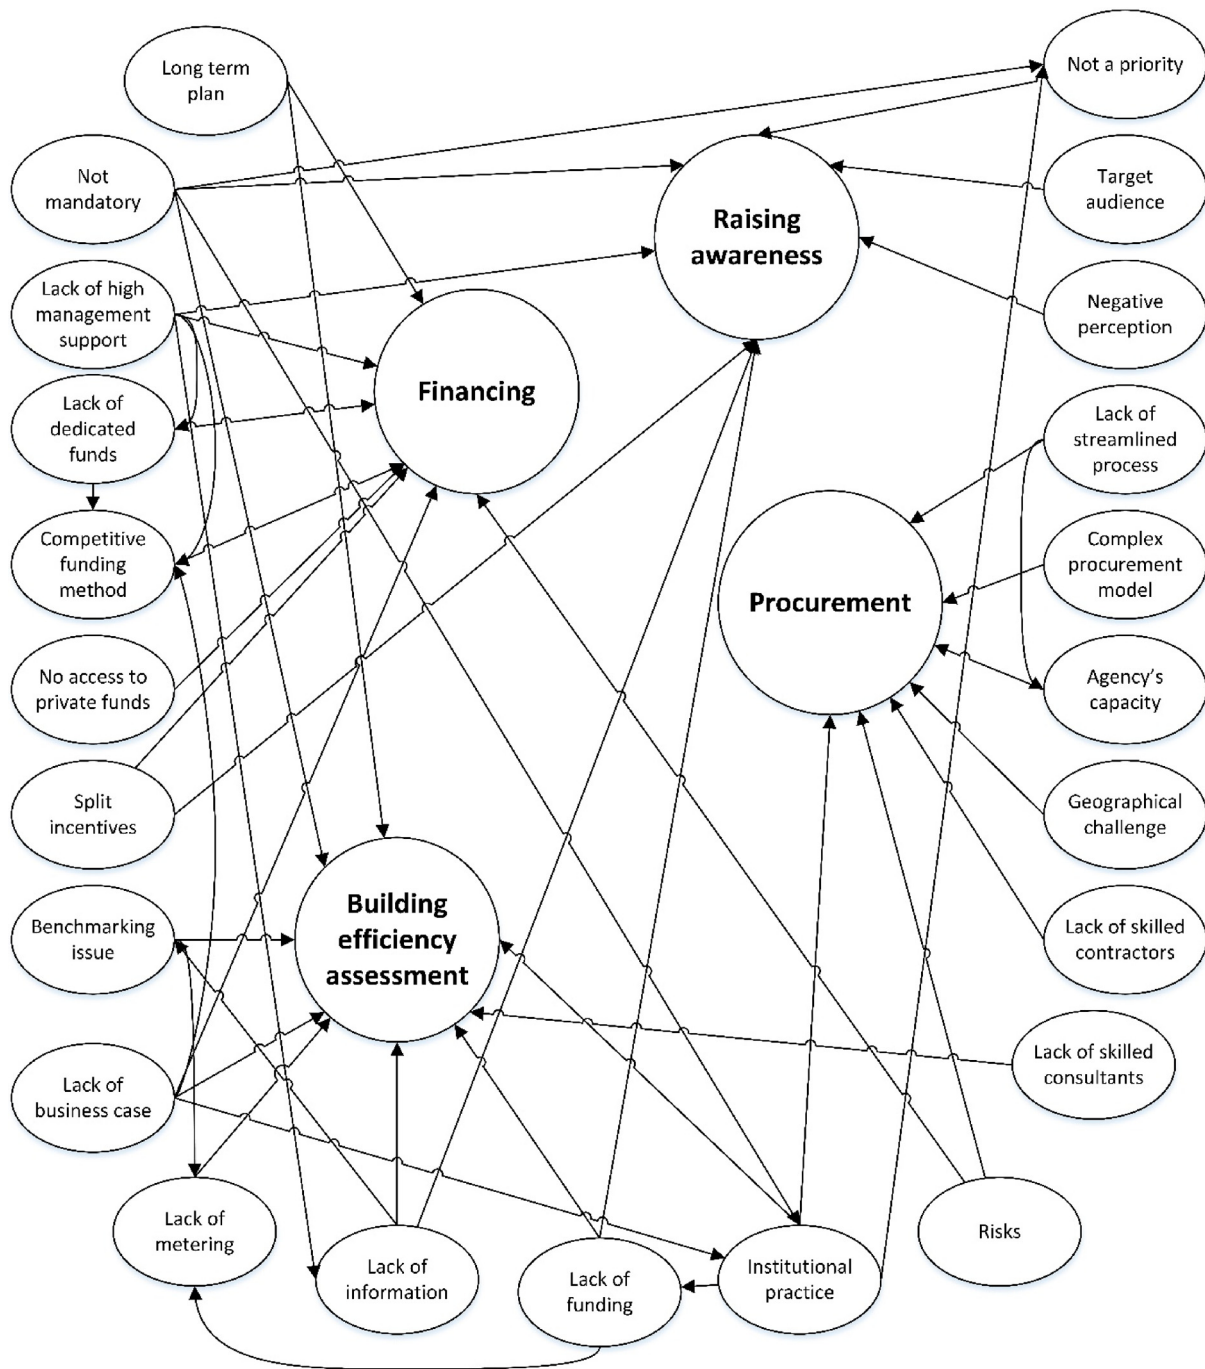 Long term
plan
Not a priority
Not
mandatory
Target
audience
Raising
awareness
Lack of high
management
support
Negative
perception
Financing
Lack of
dedicated
funds
Lack of
streamlined
process
Competitive
funding
method
Complex
procurement
model
Procurement
No access to
private funds
Agency’s
capacity
Split
incentives
Geographical
challenge
Benchmarking
issue
Building
efficiency
assessment
Lack of skilled
contractors
Lack of
business case
Lack of skilled
consultants
Lack of
metering
Lack of
information
Lack of
funding
Institutional
practice
Risks